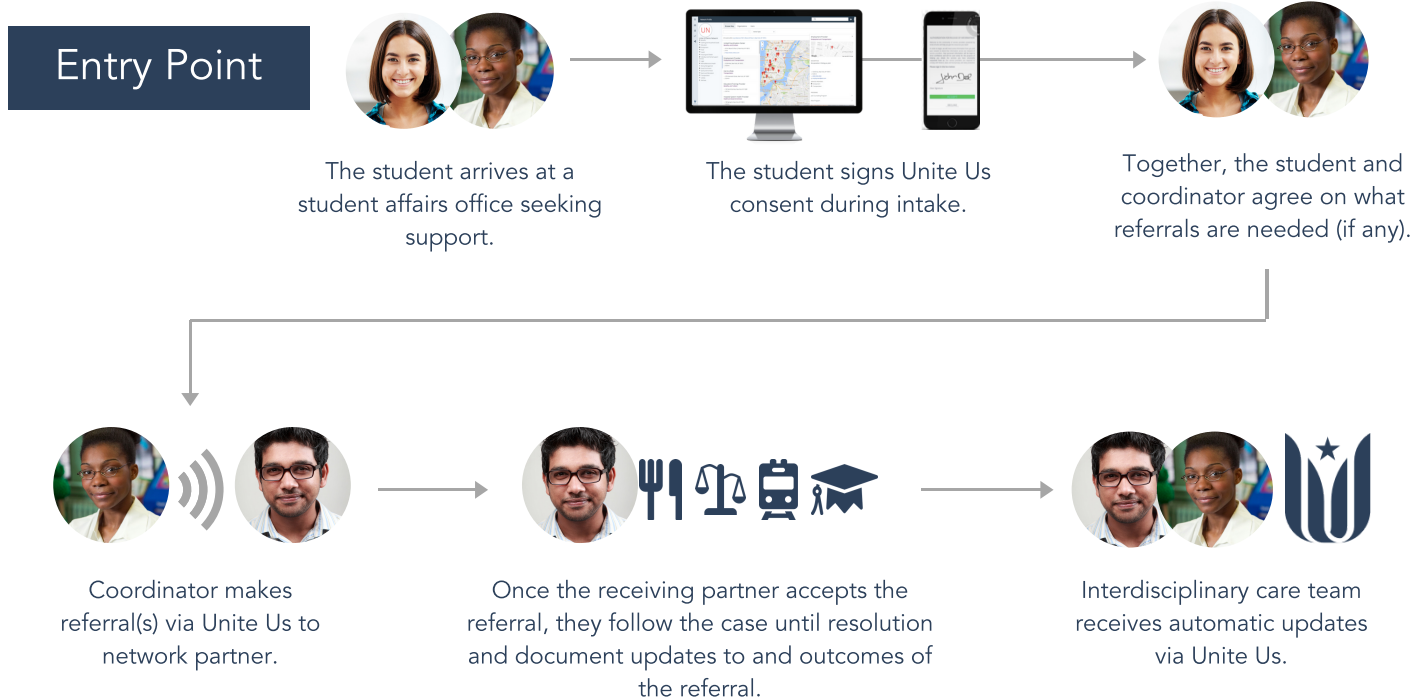 Entry Point
The student arrives at a
student affairs office seeking
support.
The student signs Unite Us
consent during intake.
Together, the student and
coordinator agree on what
referrals are needed (if any).
Coordinator makes
referral(s) via Unite Us to
network partner.
Once the receiving partner accepts the
referral, they follow the case until resolution
and document updates to and outcomes of
the referral.
Interdisciplinary care team
receives automatic updates
via Unite Us.